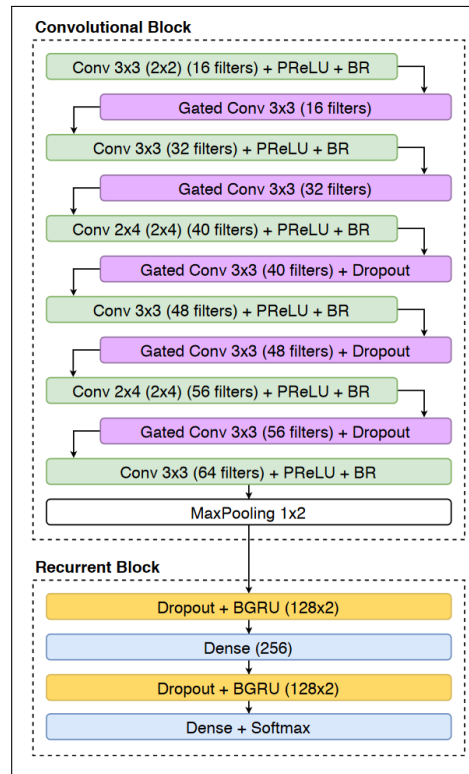 Convolutional Block
Conv 3x3 (2x2) (16 filters) + PReLU + BR
Gated Conv 3x3 (16 filters)
Conv 3x3 (32 filters) + PReLU + BR
Gated Conv 3x3 (32 filters)
Conv 2x4 (2x4) (40 filters) + PReLU + BR
Gated Conv 3x3 (40 filters) + Dropout
Conv 3x3 (48 filters) + PReLU + BR
Gated Conv 3x3 (48 filters) + Dropout
Conv 2x4 (2x4) (56 filters) + PReLU + BR
Gated Conv 3x3 (56 filters) + Dropout
Conv 3x3 (64 filters) + PReLU + BR
MaxPooling 1x2
Recurrent Block
Dropout + BGRU (128x2)
Dense (256)
Dropout + BGRU (128x2)
Dense + Softmax